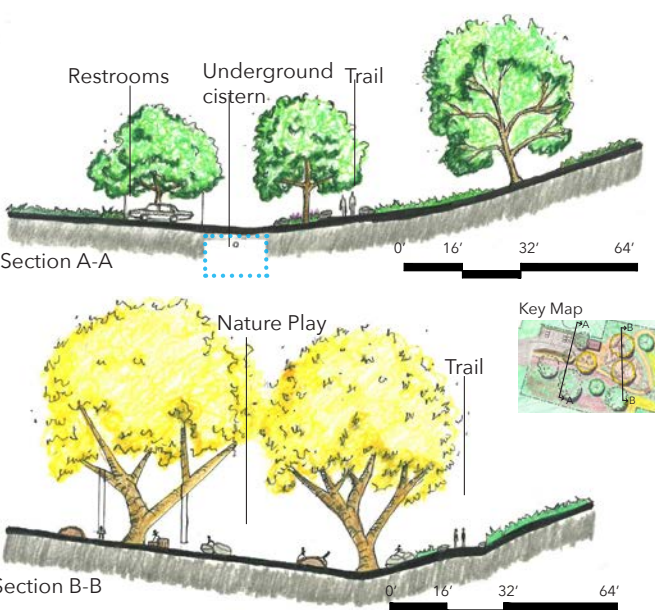 Restrooms
Underground
cistern
Trail
Section A-A
0' 16' 32' 64'
Key Map
A B
A B
Nature Play
Trail
Section B-B
0' 16' 32' 64'